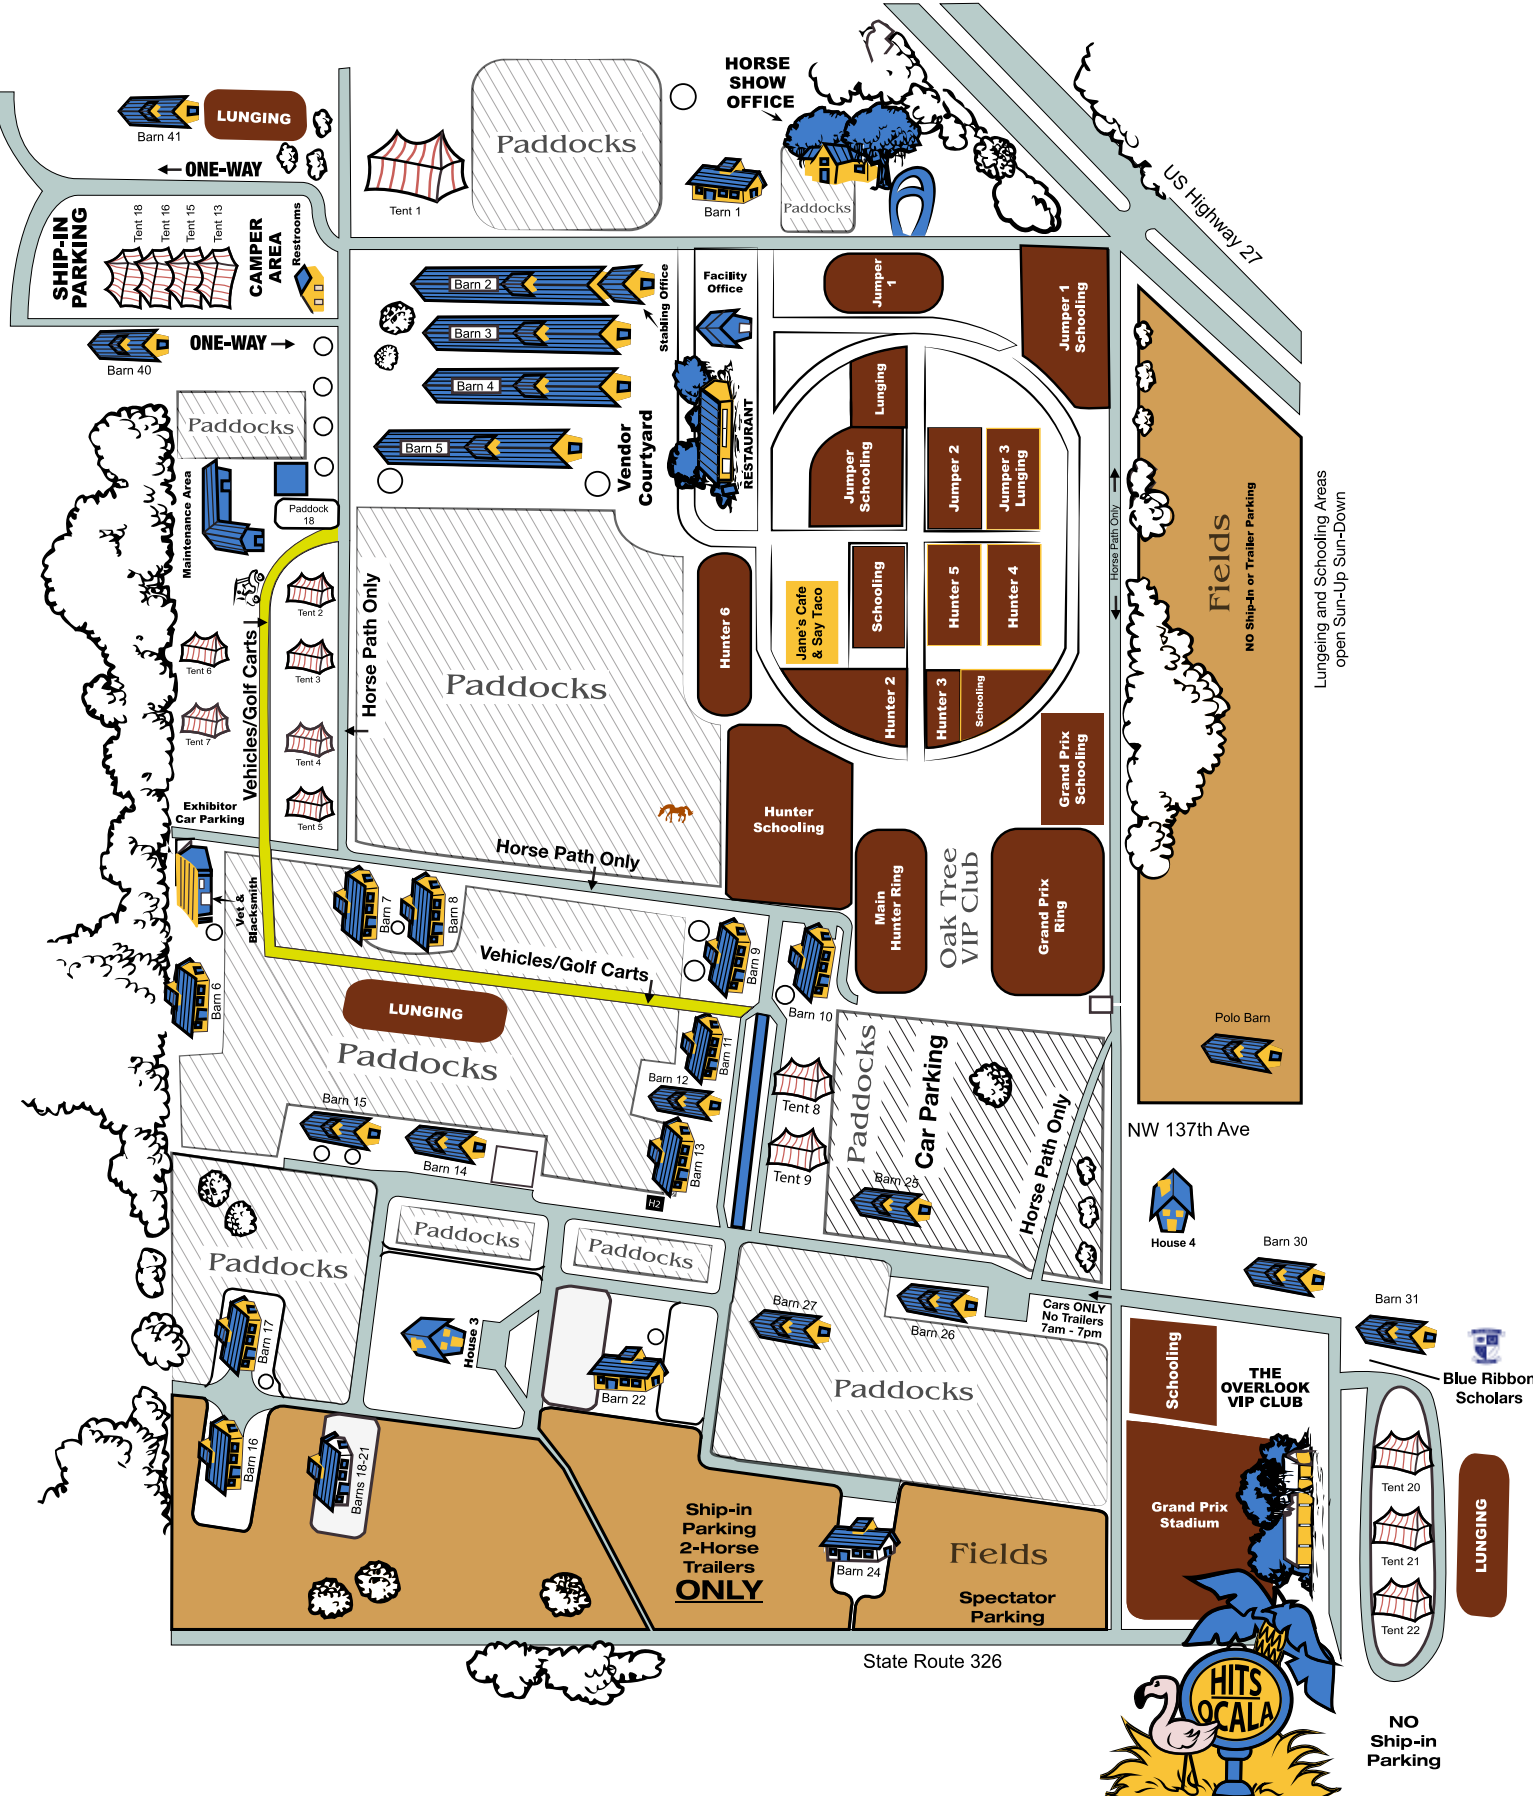 HORSE
SHOW
OFFICE
Barn 41
LUNGING
ONE-WAY
Tent 1
Paddocks
Barn 1
Paddocks
US Highway 27
SHIP-IN
PARKING
Tent 18
Tent 16
Tent 15
Tent 13
CAMPER
AREA
Restrooms
Barn 2
Stabling Office
Facility
Office
Jumper
1
Jumper 1
Schooling
Barn 40
ONE-WAY
Barn 3
Barn 4
Barn 5
Vendor
Courtyard
RESTAURANT
Lunging
Jumper
Schooling
Jumper 2
Jumper 3
Lunging
Paddocks
Maintenance Area
Paddock
18
Horse Path Only
Fields
NO Ship-In or Trailer Parking
Lungeing and Schooling Areas
open Sun-Up Sun-Down
Tent 2
Tent 3
Tent 4
Tent 5
Tent 6
Tent 7
Vehicles/Golf Carts
Horse Path Only
Paddocks
Hunter 6
Jane's Cafe
& Say Taco
Schooling
Hunter 5
Hunter 4
Hunter 2
Hunter 3
Schooling
Grand Prix
Schooling
Exhibitor
Car Parking
Hunter
Schooling
Horse Path Only
Main
Hunter Ring
Oak Tree
VIP Club
Grand Prix
Ring
Vet &
Blacksmith
Barn 7
Barn 8
Barn 9
Barn 10
Barn 6
Vehicles/Golf Carts
LUNGING
Paddocks
Barn 11
Barn 12
Barn 13
Barn 15
Barn 14
H2
Tent 8
Tent 9
Paddocks
Car Parking
Barn 25
Horse Path Only
Polo Barn
NW 137th Ave
House 4
Barn 30
Barn 31
Blue Ribbon
Scholars
Paddocks
Paddocks
Paddocks
Barn 17
House 3
Barn 22
Barn 27
Barn 26
Cars ONLY
No Trailers
7am - 7pm
Paddocks
Schooling
THE
OVERLOOK
VIP CLUB
Barn 16
Barns 18-21
Ship-in
Parking
2-Horse
Trailers
ONLY
Barn 24
Fields
Spectator
Parking
Grand Prix
Stadium
Tent 20
Tent 21
Tent 22
LUNGING
State Route 326
HITS
OCALA
NO
Ship-in
Parking